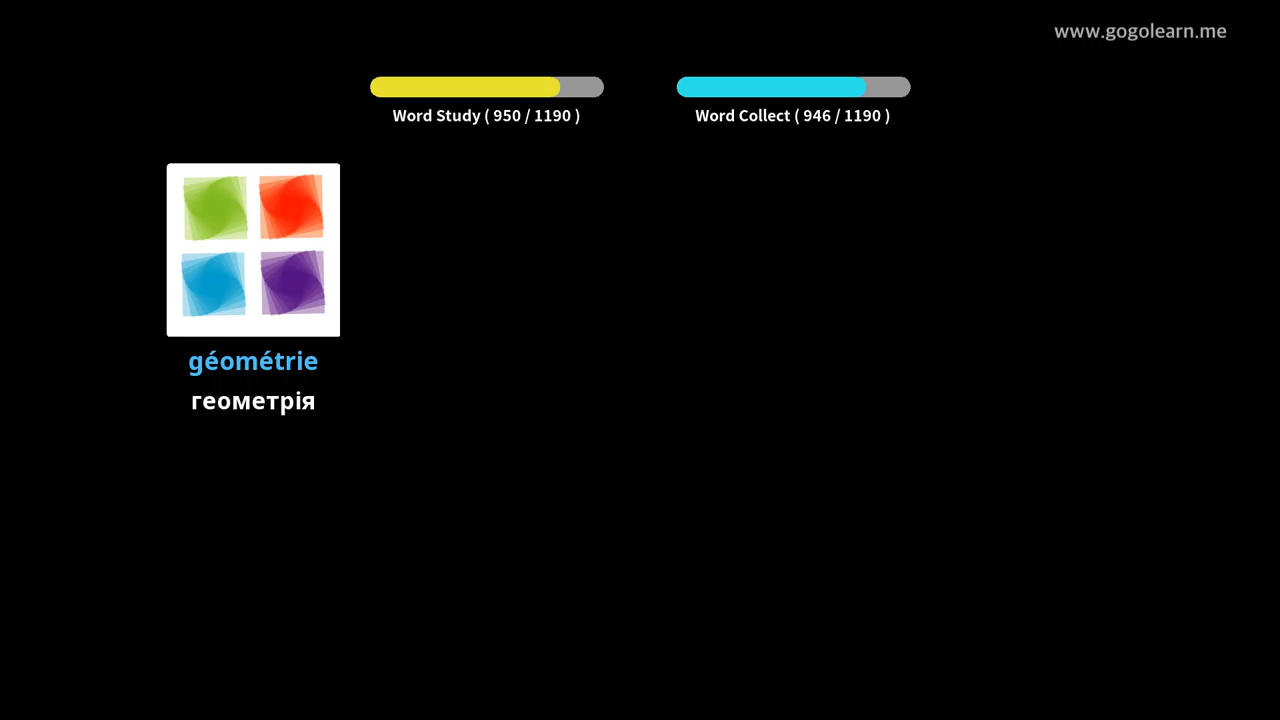 www.gogolearn.me
Word Study ( 950 / 1190 )
Word Collect ( 946 / 1190 )
géométrie
геометрія